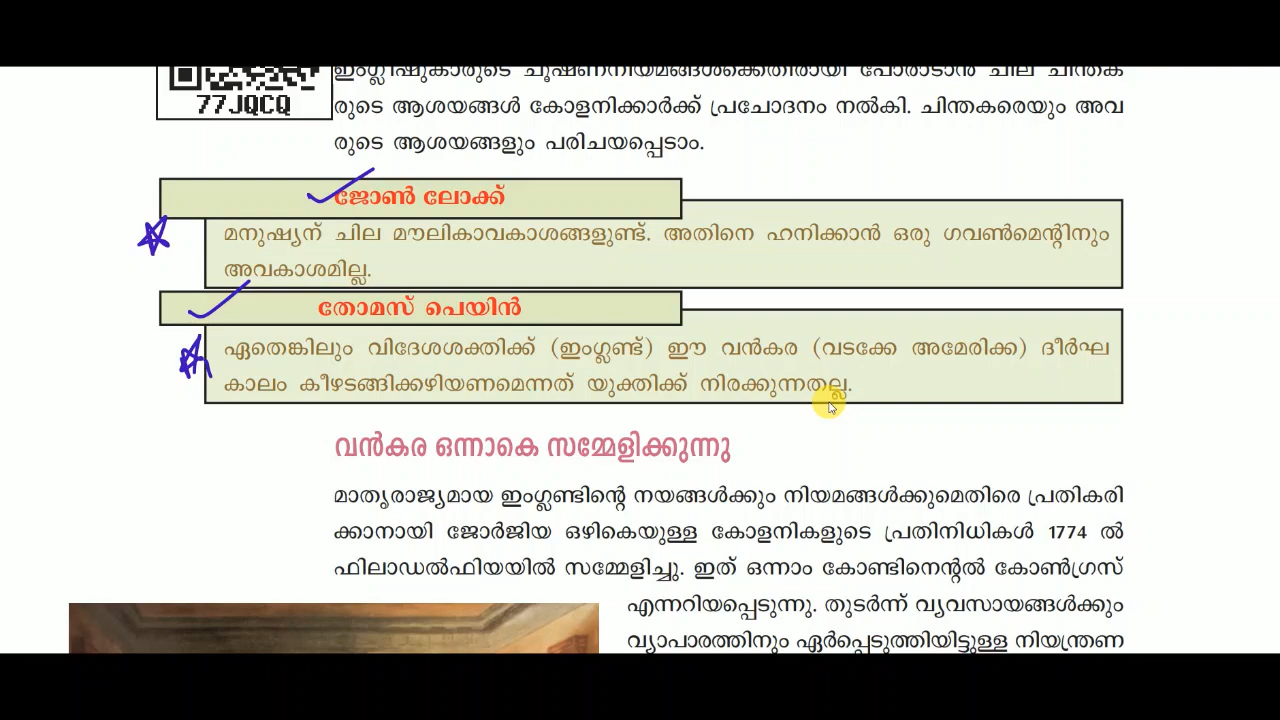 ഇംഗ്ലീഷുകാരുടെ ചൂഷണനിയമങ്ങൾക്കെതിരായി പോരാടാൻ ചില ചിന്തക
77JQCQ
രുടെ ആശയങ്ങൾ കോളനിക്കാർക്ക് പ്രചോദനം നൽകി. ചിന്തകരെയും അവ
രുടെ ആശയങ്ങളും പരിചയപ്പെടാം.
ജോൺ ലോക്ക്
മനുഷ്യന് ചില മൗലികാവകാശങ്ങളുണ്ട്. അതിനെ ഹനിക്കാൻ ഒരു ഗവൺമെന്റിനും
അവകാശമില്ല.
തോമസ് പെയിൻ
ഏതെങ്കിലും വിദേശശക്തിക്ക് (ഇംഗ്ലണ്ട്) ഈ വൻകര (വടക്കേ അമേരിക്ക) ദീർഘ
കാലം കീഴടങ്ങിക്കഴിയണമെന്നത് യുക്തിക്ക് നിരക്കുന്നതല്ല.
വൻകര ഒന്നാകെ സമ്മേളിക്കുന്നു
മാതൃരാജ്യമായ ഇംഗ്ലണ്ടിന്റെ നയങ്ങൾക്കും നിയമങ്ങൾക്കുമെതിരെ പ്രതികരി
ക്കാനായി ജോർജിയ ഒഴികെയുള്ള കോളനികളുടെ പ്രതിനിധികൾ 1774 ൽ
ഫിലാഡൽഫിയയിൽ സമ്മേളിച്ചു. ഇത് ഒന്നാം കോണ്ടിനെന്റൽ കോൺഗ്രസ്
എന്നറിയപ്പെടുന്നു. തുടർന്ന് വ്യവസായങ്ങൾക്കും
വ്യാപാരത്തിനും ഏർപ്പെടുത്തിയിട്ടുള്ള നിയന്ത്രണ